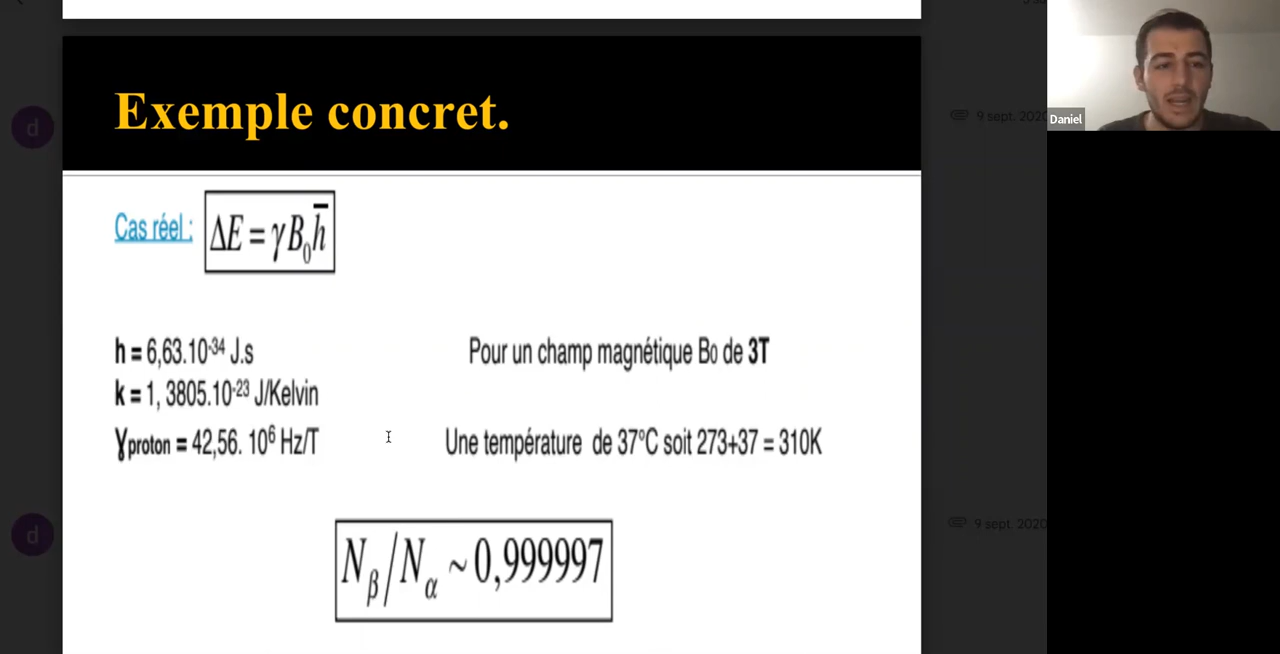 Exemple concret.
Cas réel : ΔE = γB₀ħ
h = 6,63.10⁻³⁴ J.s
Pour un champ magnétique B₀ de 3T
k = 1, 3805.10⁻²³ J/Kelvin
γproton = 42,56. 10⁶ Hz/T
Une température de 37°C soit 273+37 = 310K
Nβ/Nα ~ 0,999997
Daniel
d
9 sept. 2020
d
9 sept. 2020